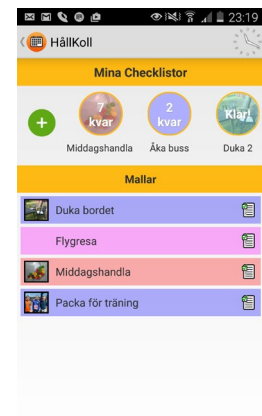 23:19
HållKoll
Mina Checklistor
7
kvar
2
kvar
Klar!
Middagshandla
Åka buss
Duka 2
Mallar
Duka bordet
Flygresa
Middagshandla
Packa för träning